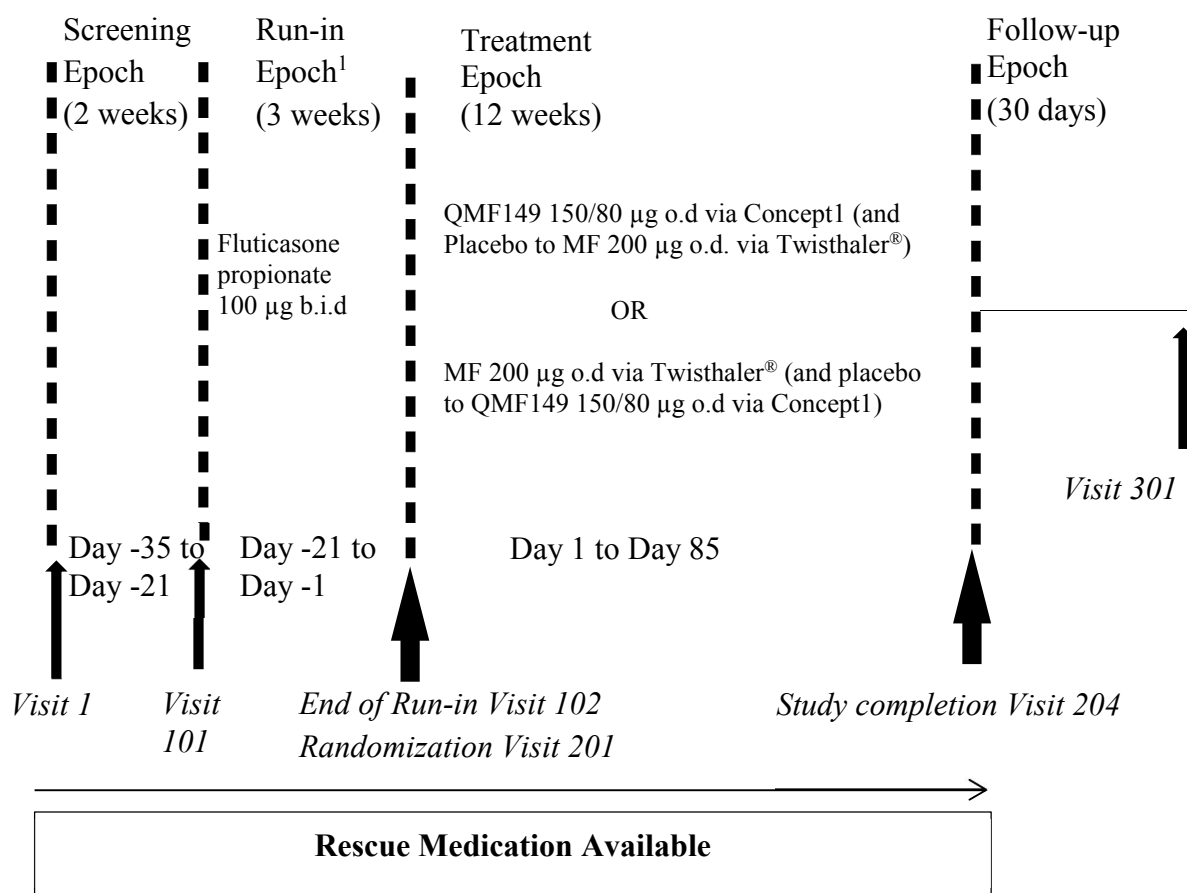 Screening
Epoch
(2 weeks)
Run-in
Epoch1
(3 weeks)
Treatment
Epoch
(12 weeks)
Follow-up
Epoch
(30 days)
Fluticasone
propionate
100 µg b.i.d
QMF149 150/80 µg o.d via Concept1 (and
Placebo to MF 200 µg o.d. via Twisthaler®)
OR
MF 200 µg o.d via Twisthaler® (and placebo
to QMF149 150/80 µg o.d via Concept1)
Visit 301
Day -35 to
Day -21
Day -21 to
Day -1
Day 1 to Day 85
Visit 1
Visit
101
End of Run-in Visit 102
Randomization Visit 201
Study completion Visit 204
Rescue Medication Available